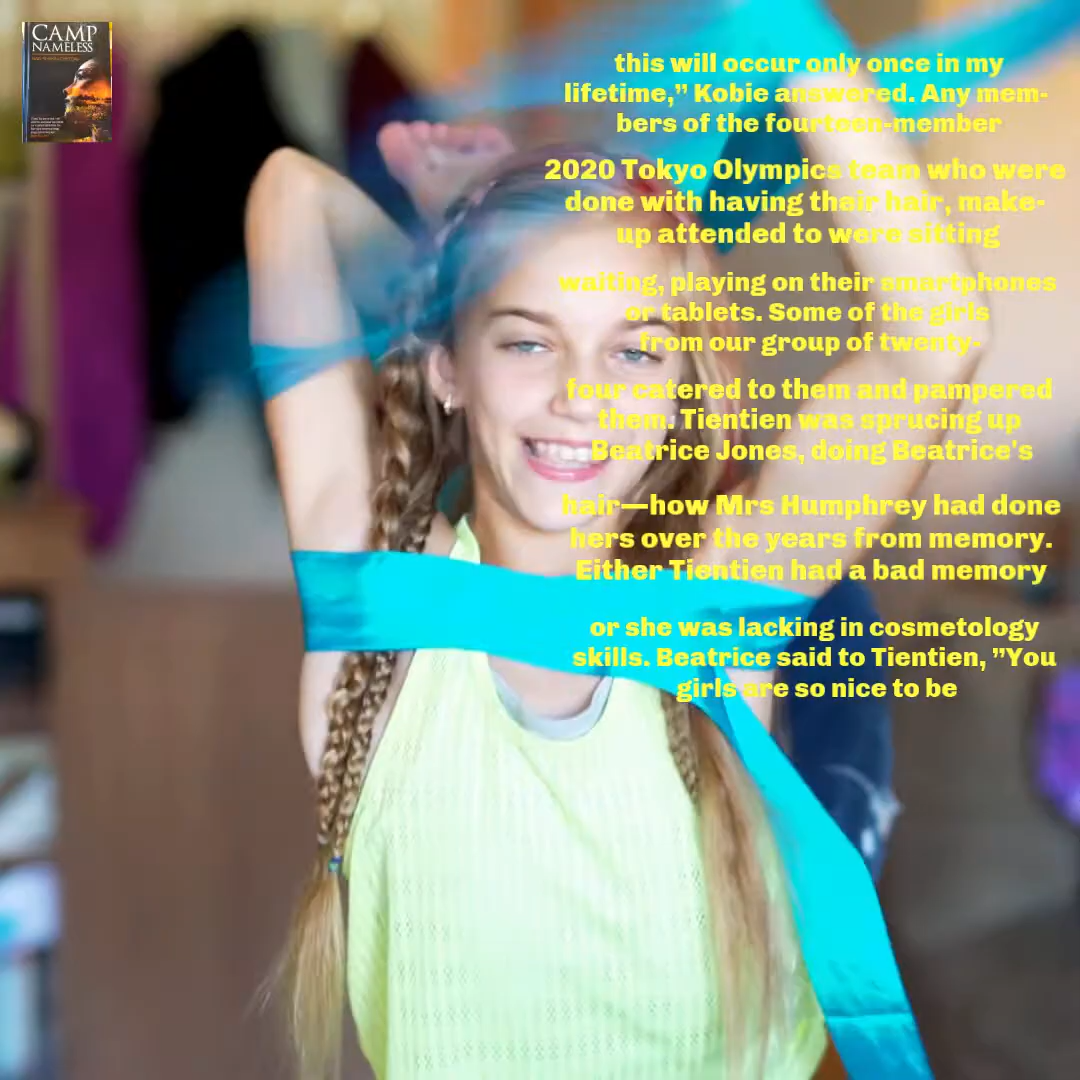 CAMP
NAMELESS
this will occur only once in my
lifetime,” Kobie answered. Any mem-
bers of the fourteen-member
2020 Tokyo Olympics team who were
done with having their hair, make-
up attended to were sitting
waiting, playing on their smartphones
or tablets. Some of the girls
from our group of twenty-
four catered to them and pampered
them. Tientien was sprucing up
Beatrice Jones, doing Beatrice's
hair—how Mrs Humphrey had done
hers over the years from memory.
Either Tientien had a bad memory
or she was lacking in cosmetology
skills. Beatrice said to Tientien, ”You
girls are so nice to be